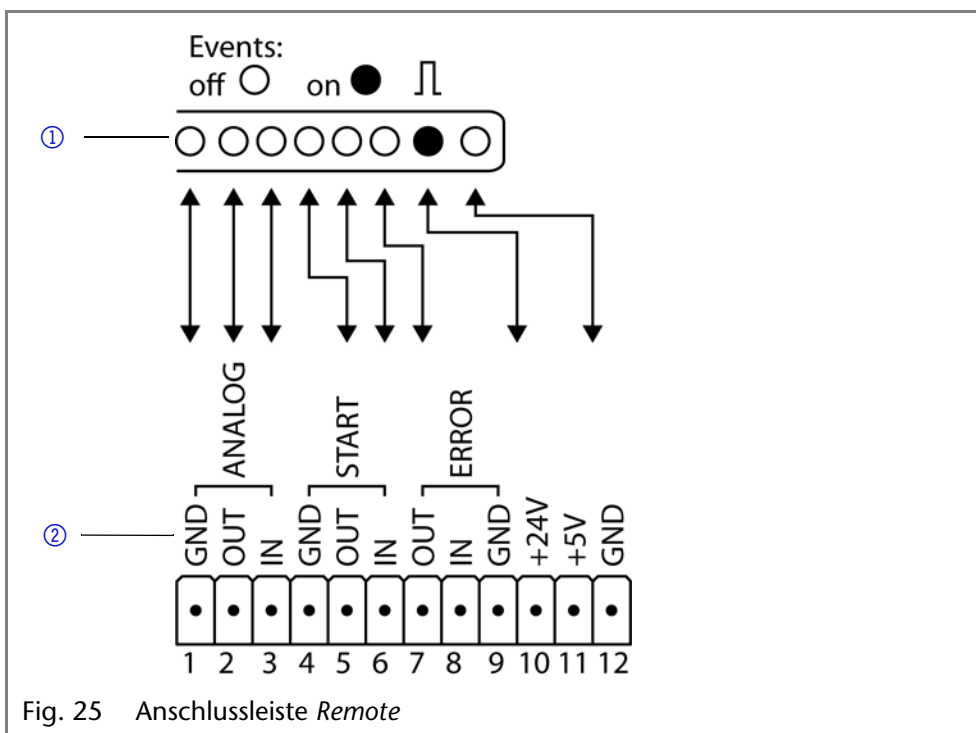 Events:
off on
①
ANALOG START ERROR
② GND OUT IN GND OUT IN OUT IN GND +24V +5V GND
1 2 3 4 5 6 7 8 9 10 11 12
Fig. 25 Anschlussleiste Remote